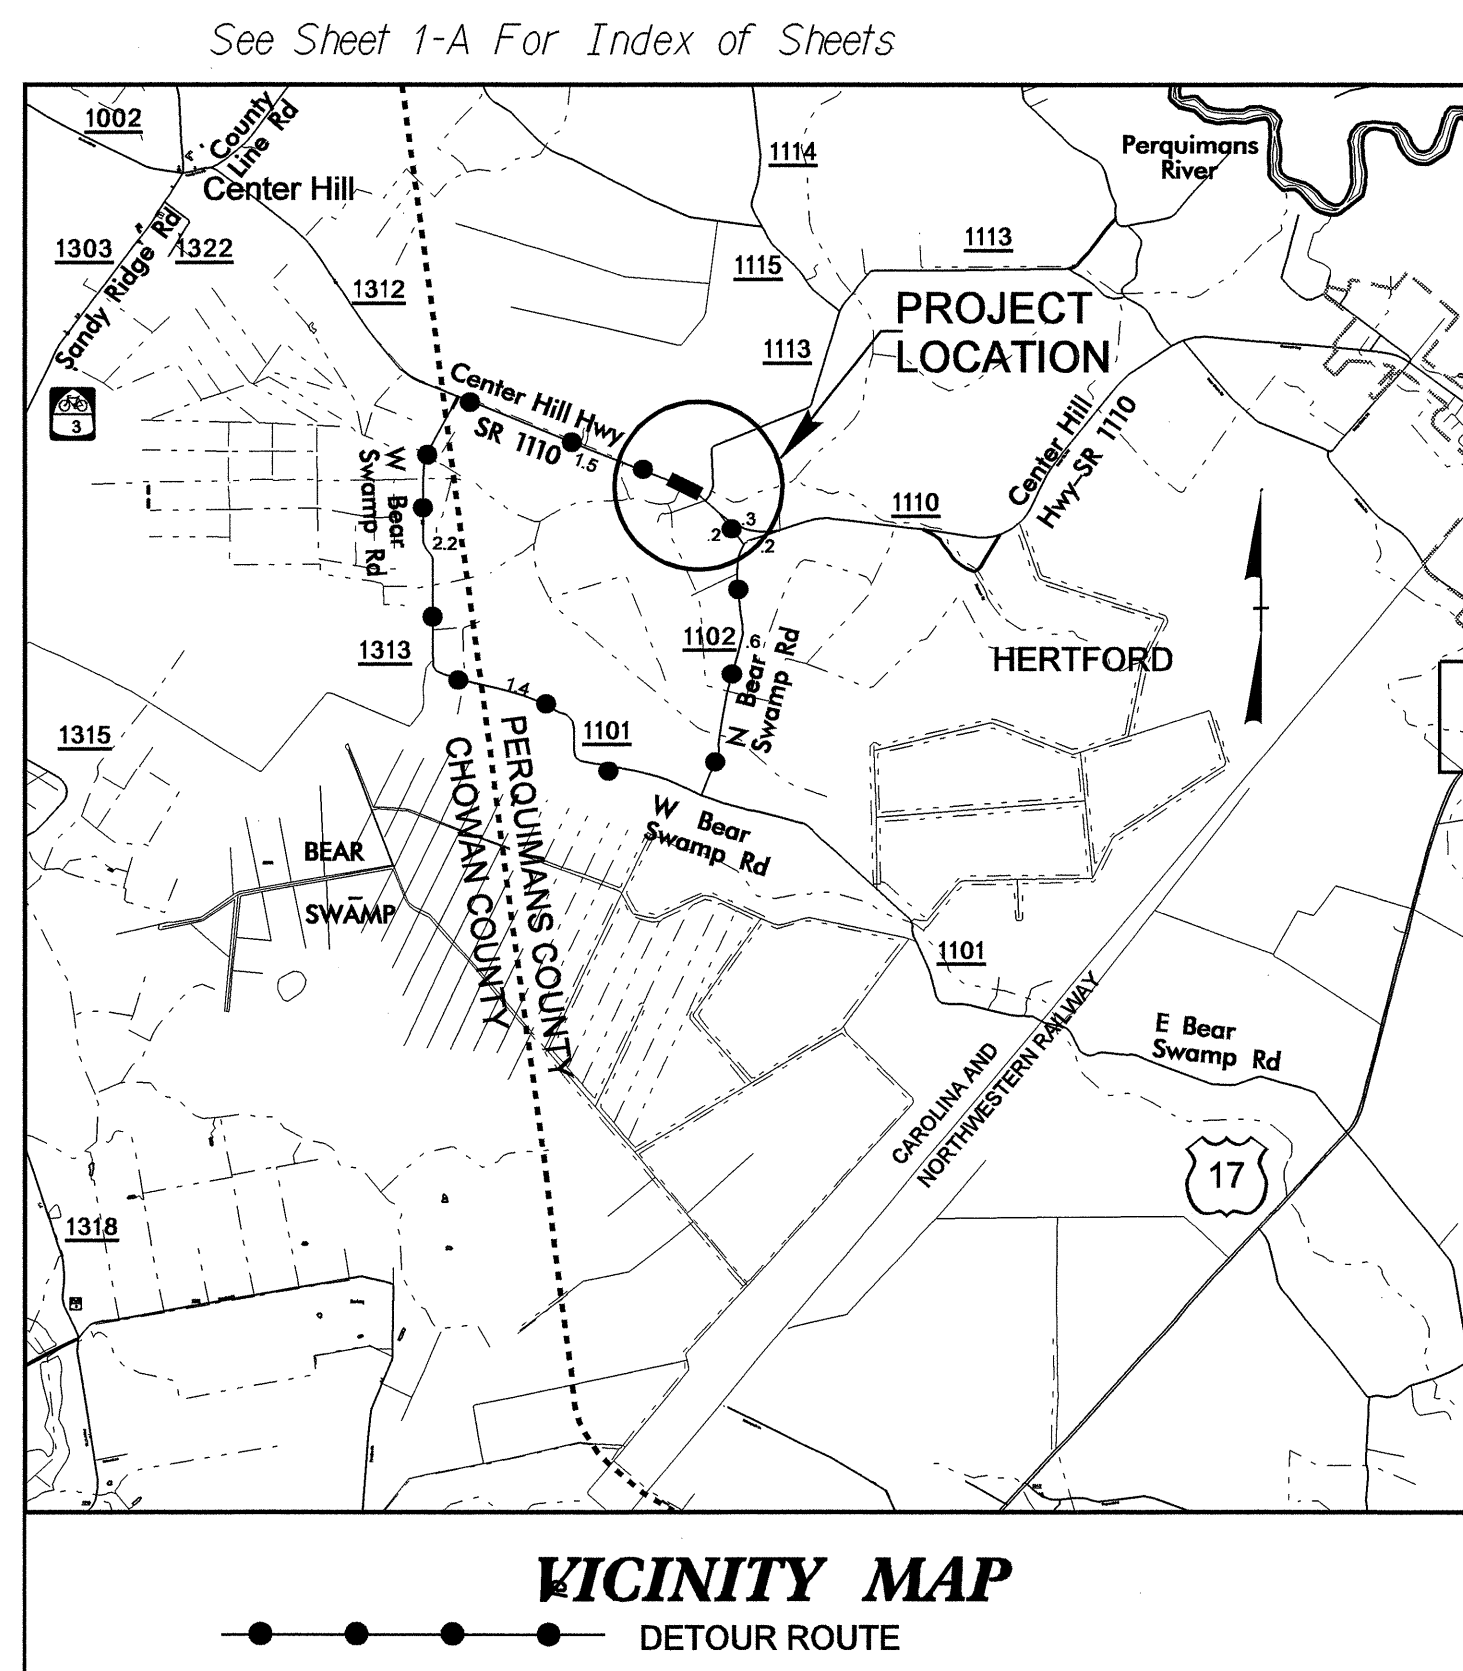 See Sheet 1-A For Index of Sheets
1002
County
Line Rd
Center Hill
1114
Perquimans
River
1303
1322
Sandy Ridge Rd
1113
1115
1312
PROJECT
LOCATION
1113
3
Center Hill Hwy
SR 1110
1.5
Center Hill
Hwy-SR 1110
W Bear
Swamp Rd
1110
.3
.2
.2
2.2
1102
.6
N Bear
Swamp Rd
HERTFORD
1313
1.4
1101
1315
PERQUIMANS COUNTY
CHOWAN COUNTY
W Bear
Swamp Rd
BEAR
SWAMP
1101
E Bear
Swamp Rd
CAROLINA AND
NORTHWESTERN RAILWAY
17
1318
VICINITY MAP
DETOUR ROUTE